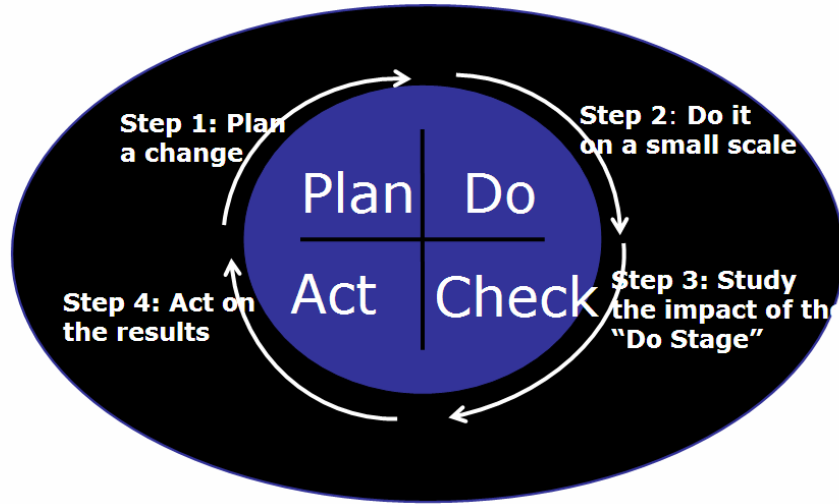 Step 1: Plan
a change
Step 2: Do it
on a small scale
Plan
Do
Act
Check
Step 3: Study
the impact of the
“Do Stage”
Step 4: Act on
the results